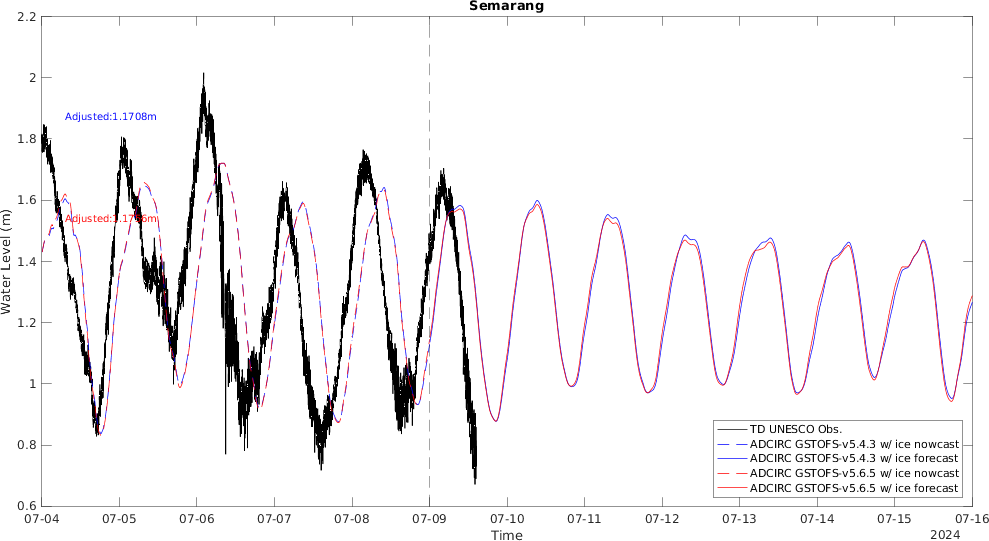 Semarang
2.2
2
1.8
1.6
1.4
1.2
1
0.8
0.6
Water Level (m)
Adjusted:1.1708m
07-04
07-05
07-06
07-07
07-08
07-09
07-10
07-11
07-12
07-13
07-14
07-15
07-16
Time
2024
TD UNESCO Obs.
ADCIRC GSTOFS-v5.4.3 w/ ice nowcast
ADCIRC GSTOFS-v5.4.3 w/ ice forecast
ADCIRC GSTOFS-v5.6.5 w/ ice nowcast
ADCIRC GSTOFS-v5.6.5 w/ ice forecast